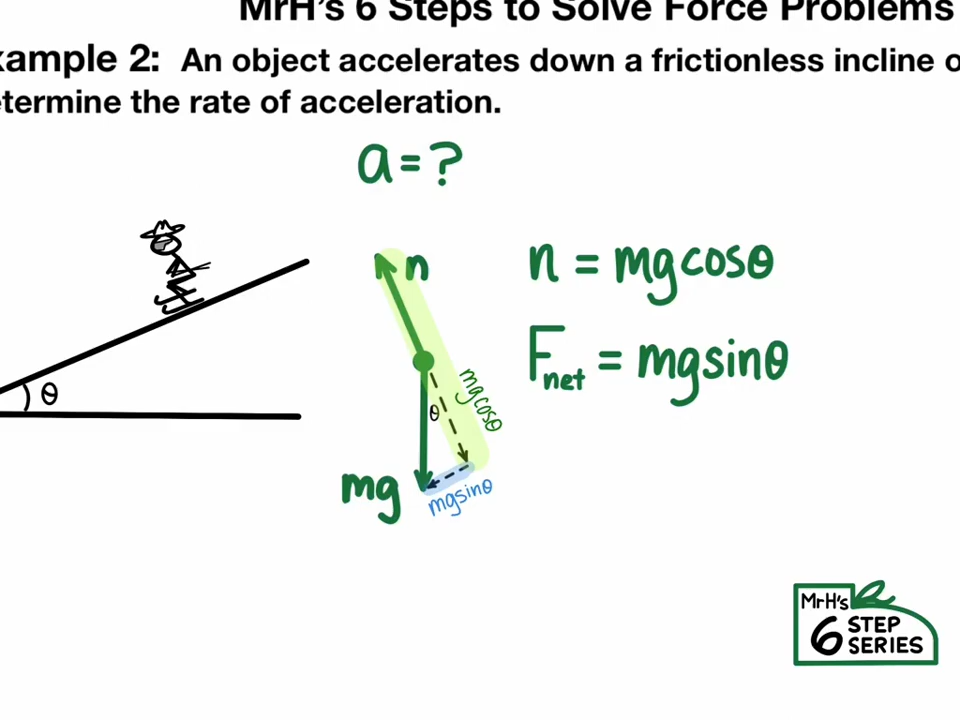 MrH's 6 Steps to Solve Force Problems
xample 2: An object accelerates down a frictionless incline o
etermine the rate of acceleration.
a = ?
n
n = mgcosθ
Fnet = mgsinθ
θ
mgcosθ
θ
mg
mgsinθ
MrH's
6 STEP
SERIES